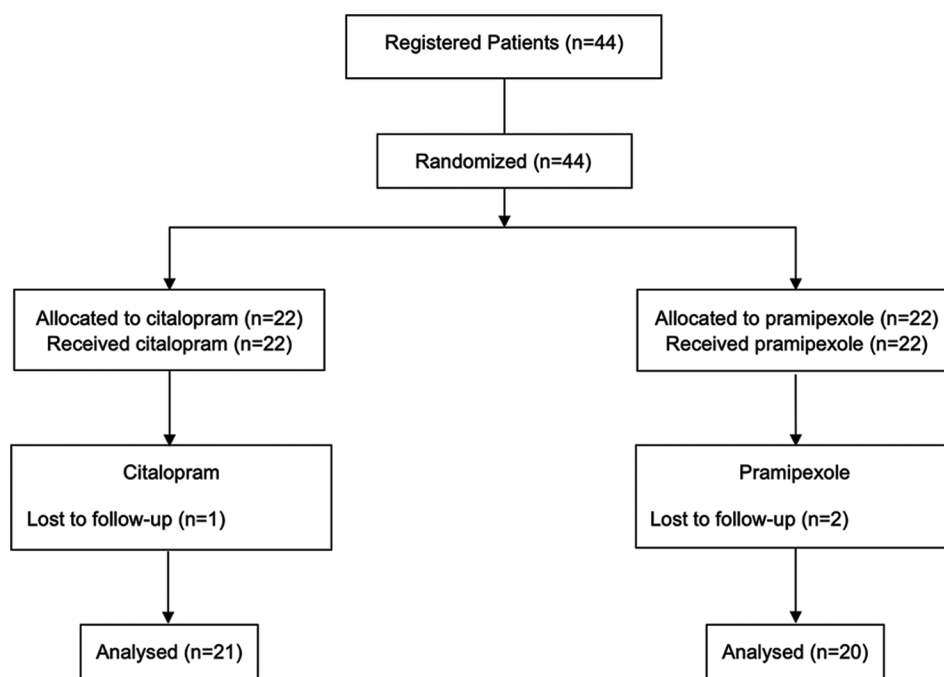 Registered Patients (n=44)
Randomized (n=44)
Allocated to citalopram (n=22)
Received citalopram (n=22)
Allocated to pramipexole (n=22)
Received pramipexole (n=22)
Citalopram
Lost to follow-up (n=1)
Pramipexole
Lost to follow-up (n=2)
Analysed (n=21)
Analysed (n=20)